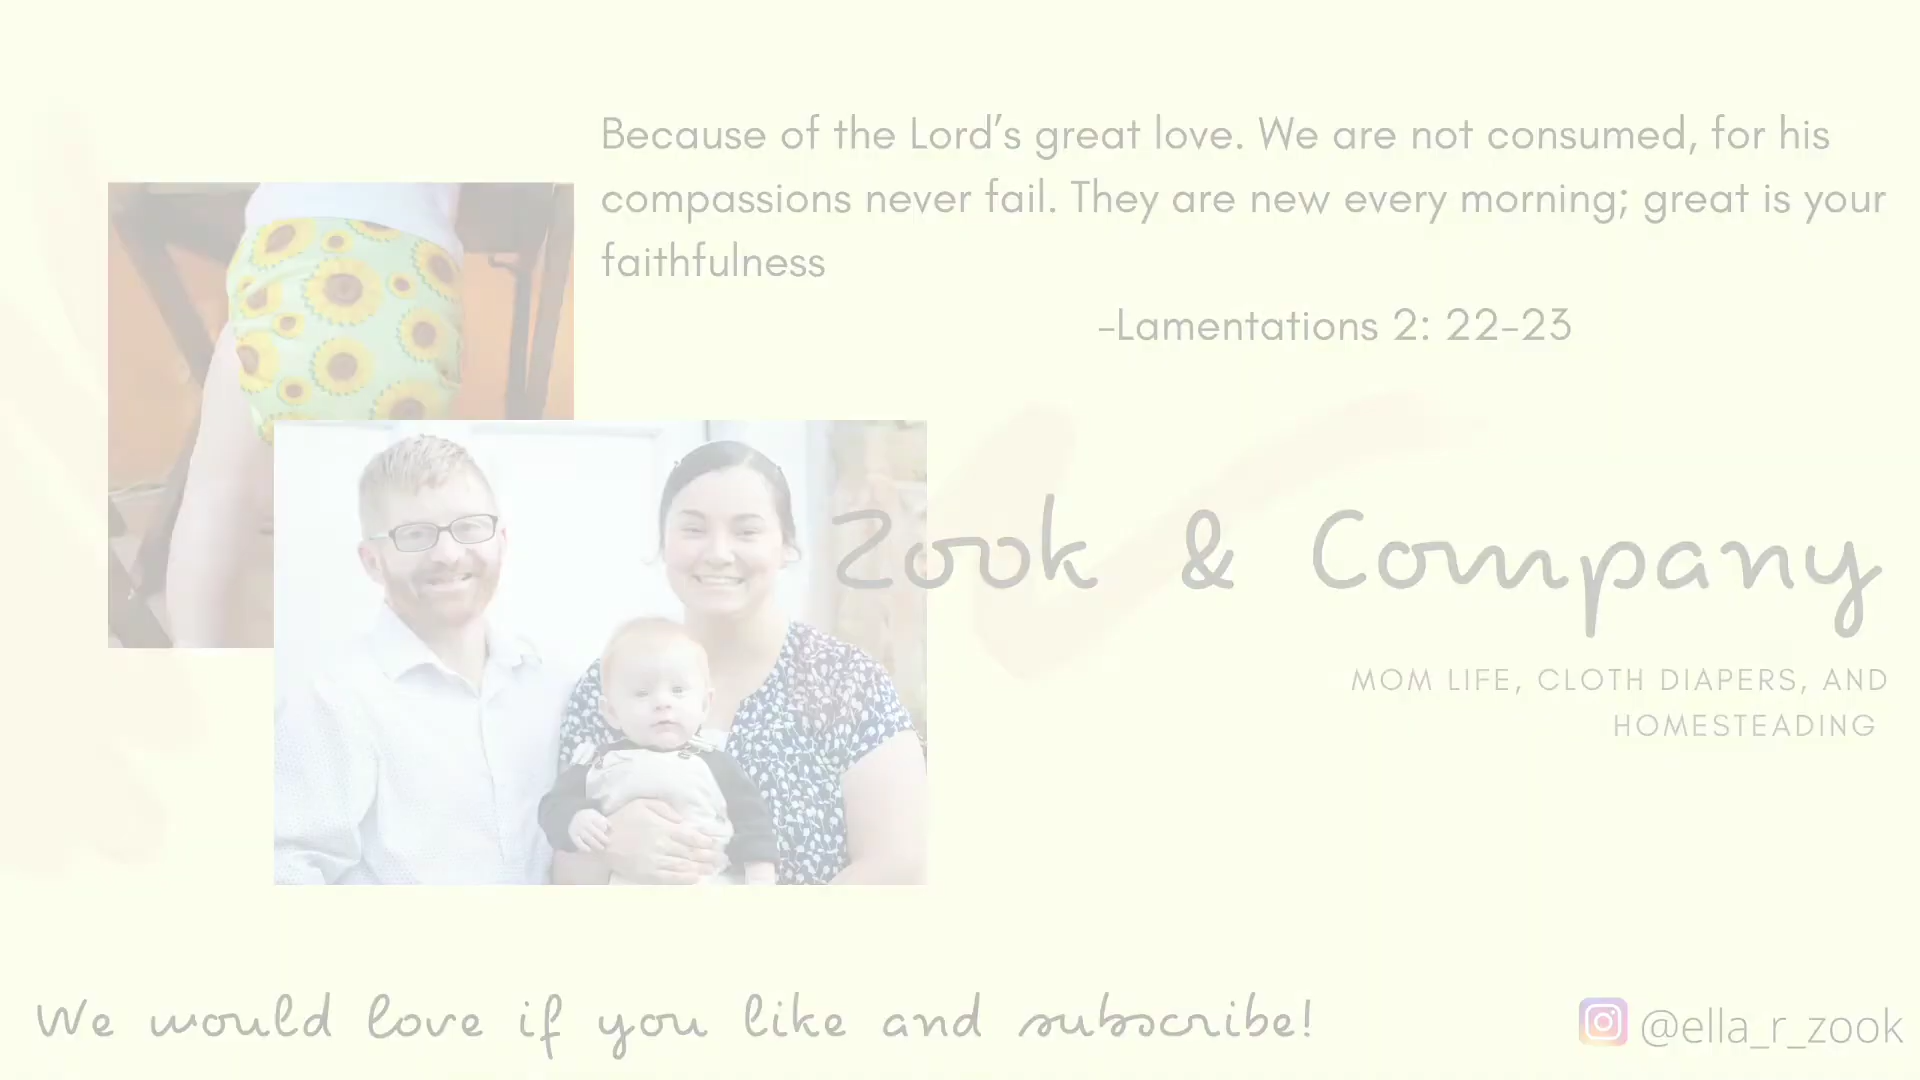 Because of the Lord’s great love. We are not consumed, for his
compassions never fail. They are new every morning; great is your
faithfulness
-Lamentations 2: 22-23
Zook & Company
MOM LIFE, CLOTH DIAPERS, AND
HOMESTEADING
We would love if you like and subscribe!
@ella_r_zook